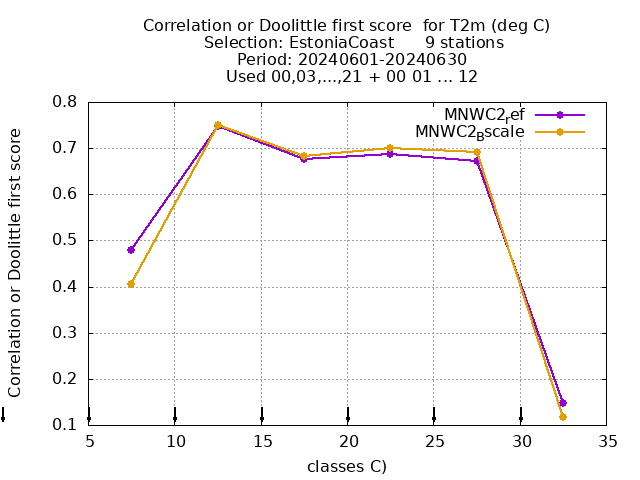 Correlation or Doolittle first score  for T2m (deg C)
Selection: EstoniaCoast      9 stations
Period: 20240601-20240630
Used 00,03,...,21 + 00 01 ... 12
MNWC2ref
MNWC2Bscale
Correlation or Doolittle first score
0.8
0.7
0.6
0.5
0.4
0.3
0.2
0.1
5 10 15 20 25 30 35
classes C)